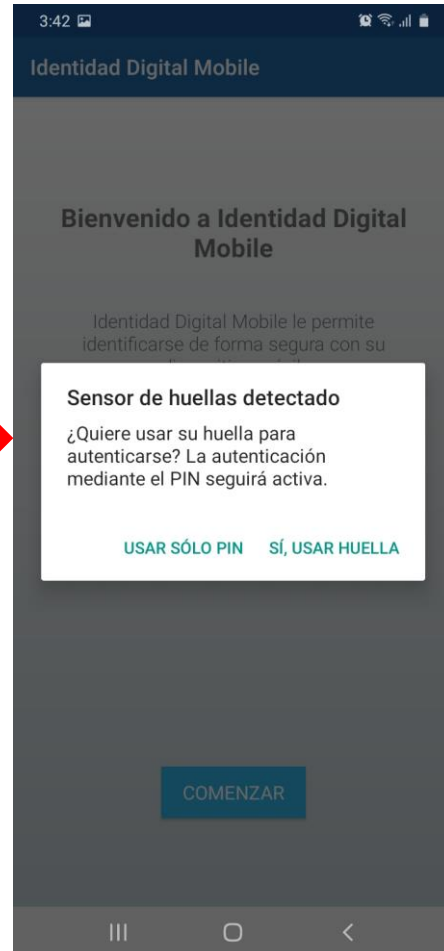 3:42
Identidad Digital Mobile
Bienvenido a Identidad Digital
Mobile
Identidad Digital Mobile le permite
identificarse de forma segura con su
Sensor de huellas detectado
¿Quiere usar su huella para
autenticarse? La autenticación
mediante el PIN seguirá activa.
USAR SÓLO PIN SÍ, USAR HUELLA
COMENZAR